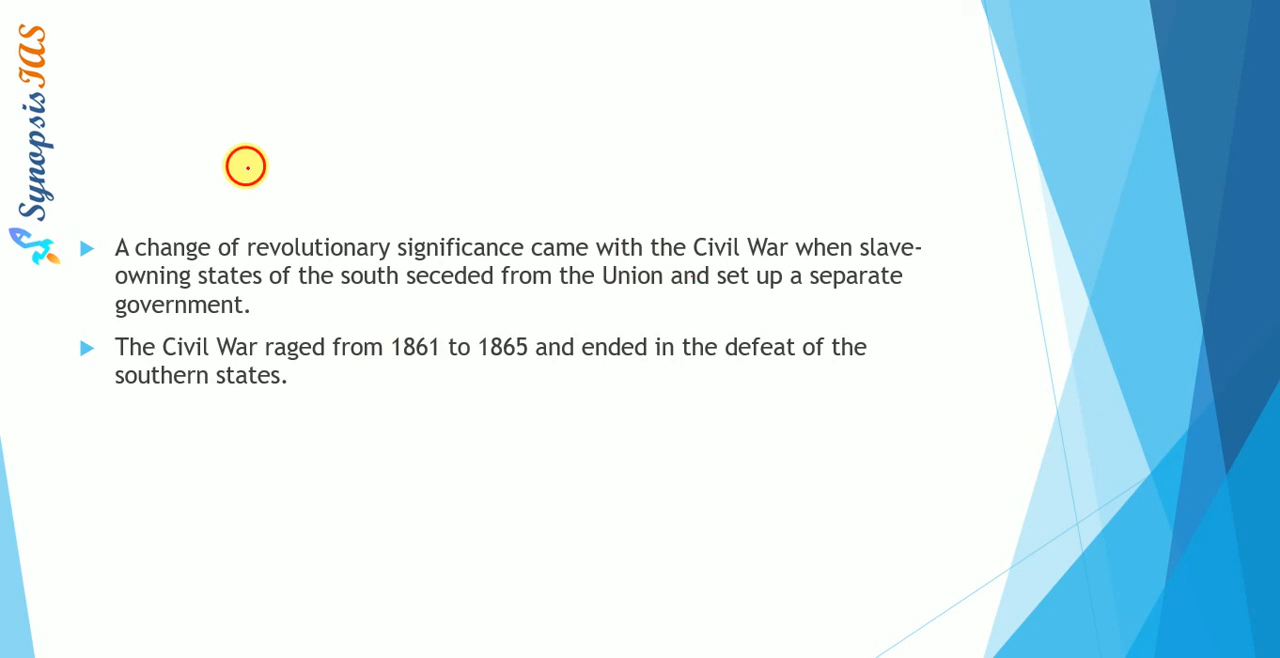 Synopsis IAS
A change of revolutionary significance came with the Civil War when slave-
owning states of the south seceded from the Union and set up a separate
government.
The Civil War raged from 1861 to 1865 and ended in the defeat of the
southern states.